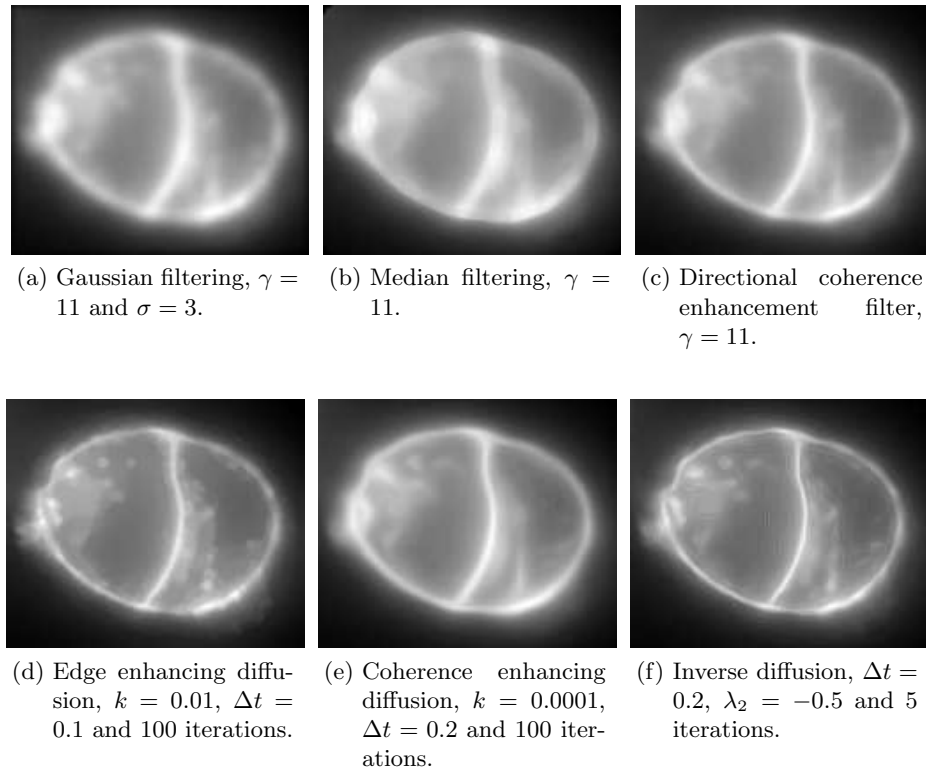 (a) Gaussian filtering, γ =
11 and σ = 3.
(b) Median filtering, γ =
11.
(c) Directional coherence
enhancement filter,
γ = 11.
(d) Edge enhancing diffu-
sion, k = 0.01, Δt =
0.1 and 100 iterations.
(e) Coherence enhancing
diffusion, k = 0.0001,
Δt = 0.2 and 100 iter-
ations.
(f) Inverse diffusion, Δt =
0.2, λ₂ = −0.5 and 5
iterations.